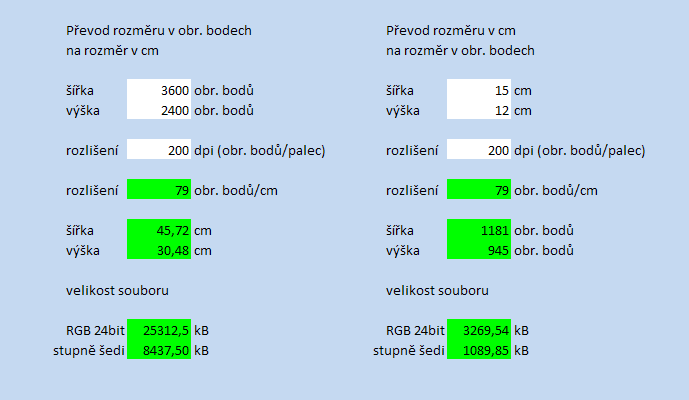 Převod rozměru v obr. bodech
na rozměr v cm
šířka 3600 obr. bodů
výška 2400 obr. bodů
rozlišení 200 dpi (obr. bodů/palec)
rozlišení 79 obr. bodů/cm
šířka 45,72 cm
výška 30,48 cm
velikost souboru
RGB 24bit 25312,5 kB
stupně šedi 8437,50 kB
Převod rozměru v cm
na rozměr v obr. bodech
šířka 15 cm
výška 12 cm
rozlišení 200 dpi (obr. bodů/palec)
rozlišení 79 obr. bodů/cm
šířka 1181 obr. bodů
výška 945 obr. bodů
velikost souboru
RGB 24bit 3269,54 kB
stupně šedi 1089,85 kB